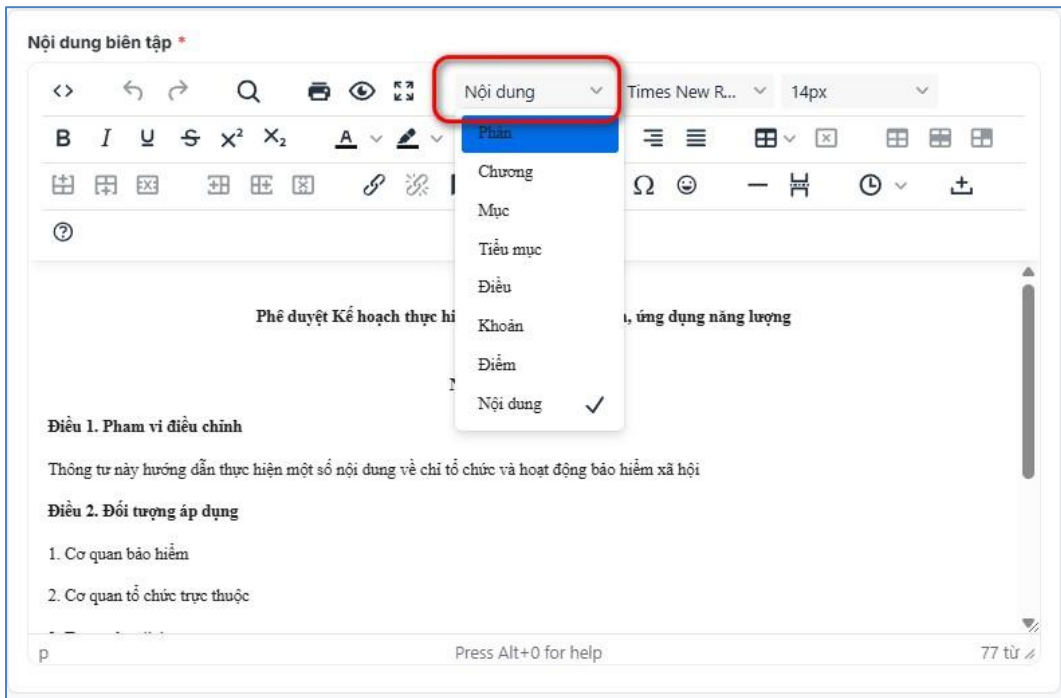 Nội dung biên tập *
Nội dung
Times New R...
14px
B I U S X² X₂ A
Phần
Chương
Mục
Tiểu mục
Điều
Khoản
Điểm
Nội dung
Phê duyệt Kế hoạch thực hi , ứng dụng năng lượng
Điều 1. Phạm vi điều chỉnh
Thông tư này hướng dẫn thực hiện một số nội dung về chi tổ chức và hoạt động bảo hiểm xã hội
Điều 2. Đối tượng áp dụng
1. Cơ quan bảo hiểm
2. Cơ quan tổ chức trực thuộc
p
Press Alt+0 for help
77 từ